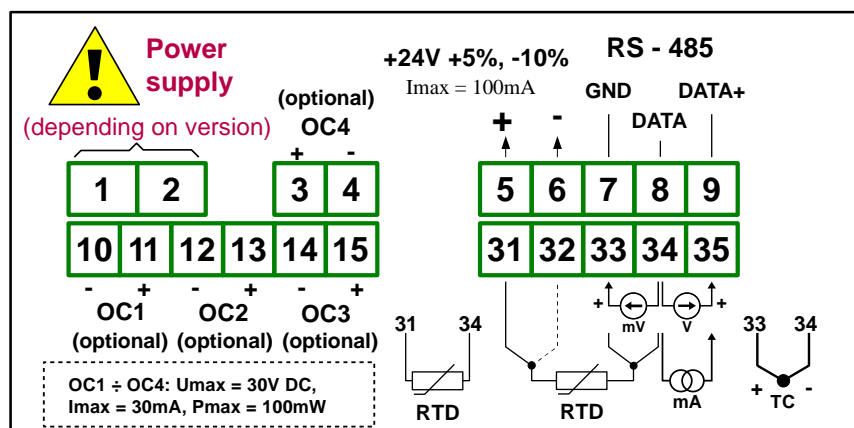 Power
supply
(depending on version)
(optional)
OC4
+ -
+24V +5%, -10%
Imax = 100mA
+ -
RS - 485
GND DATA+
DATA
1 2 3 4 5 6 7 8 9
10 11 12 13 14 15 31 32 33 34 35
- + - + - +
OC1 OC2 OC3
(optional) (optional) (optional)
+ mV V +
31 34 33 34
RTD RTD mA + TC -
OC1 ÷ OC4: Umax = 30V DC,
Imax = 30mA, Pmax = 100mW